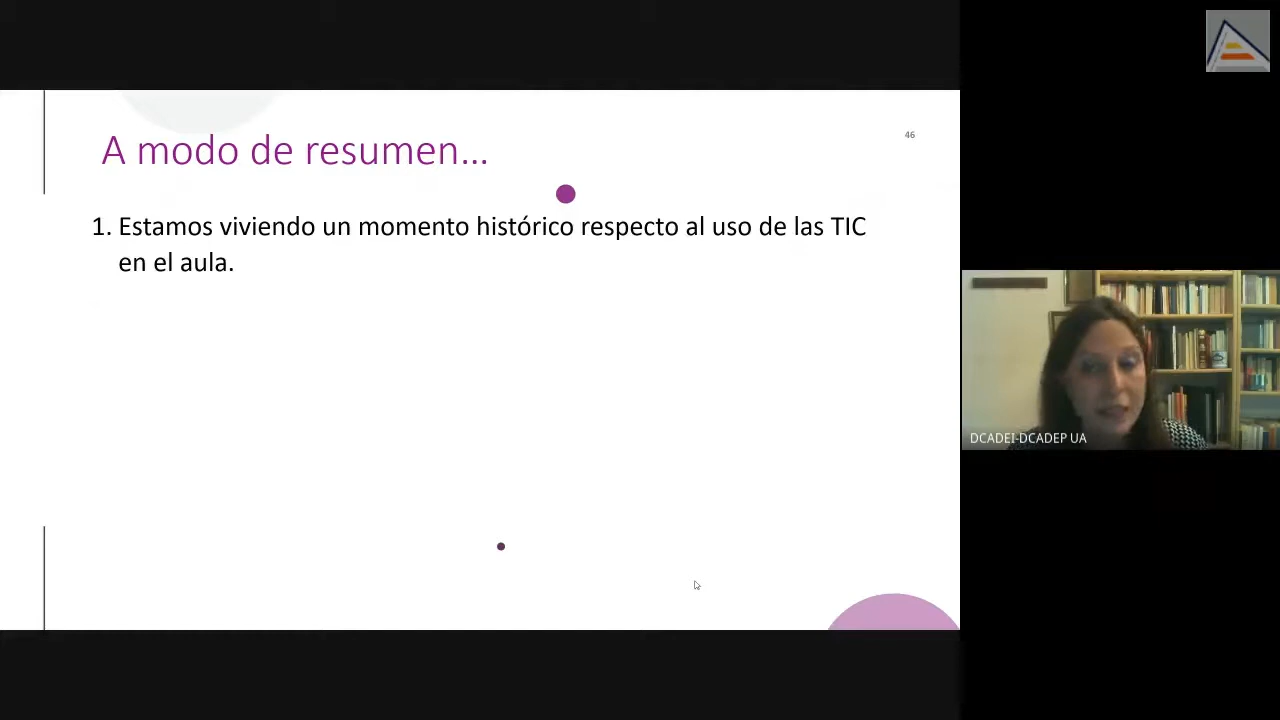 A modo de resumen...
46
1. Estamos viviendo un momento histórico respecto al uso de las TIC
en el aula.
DCADEI-DCADEP UA